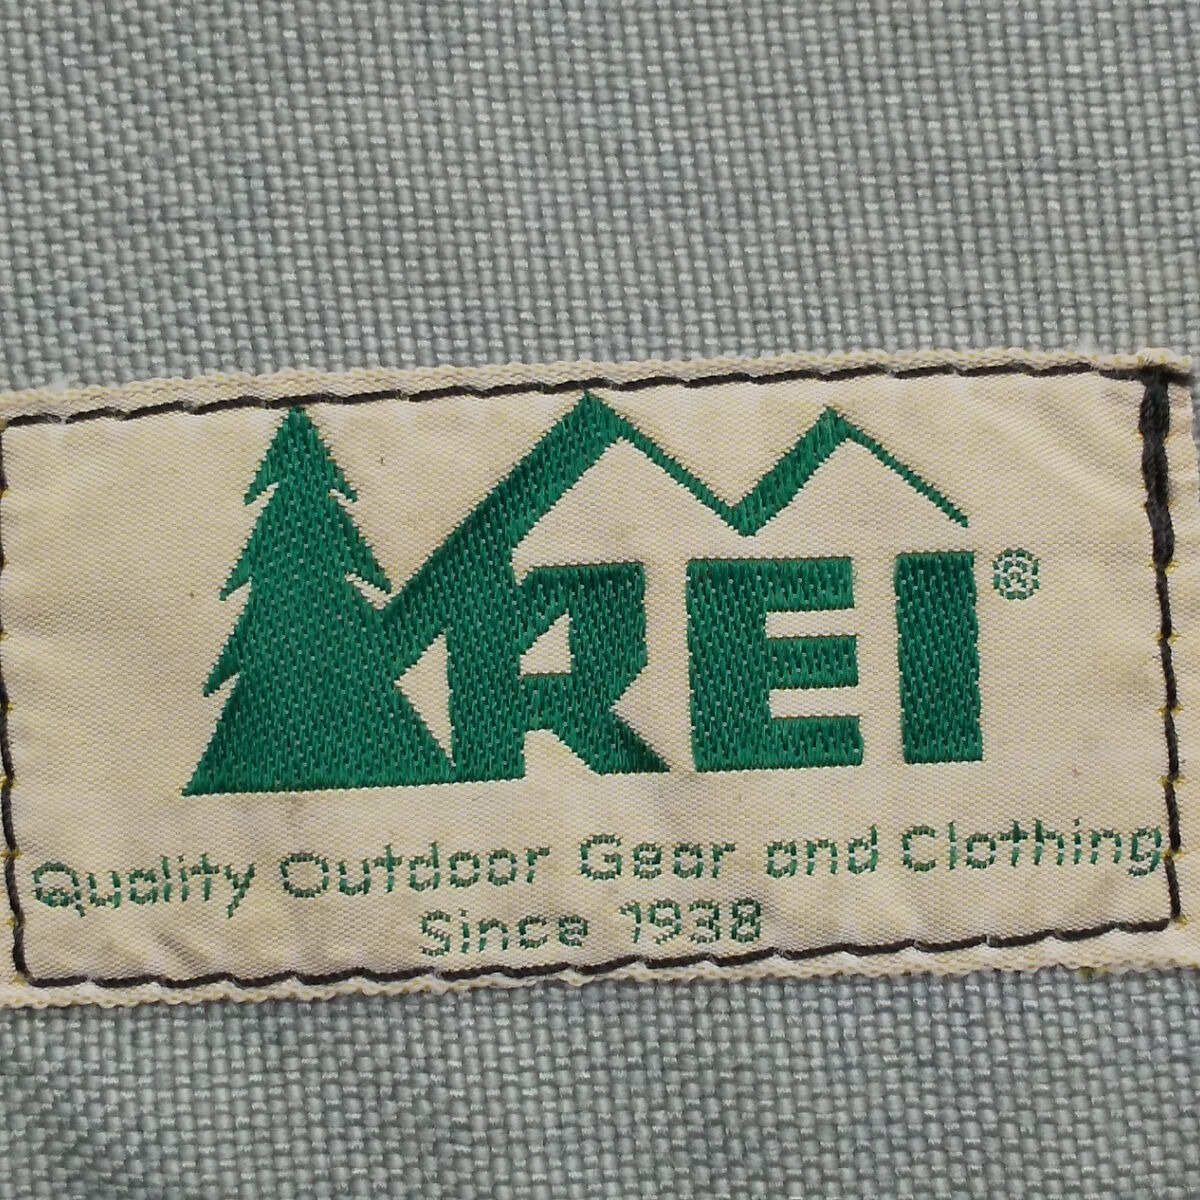 REI®
Quality Outdoor Gear and Clothing
Since 1938